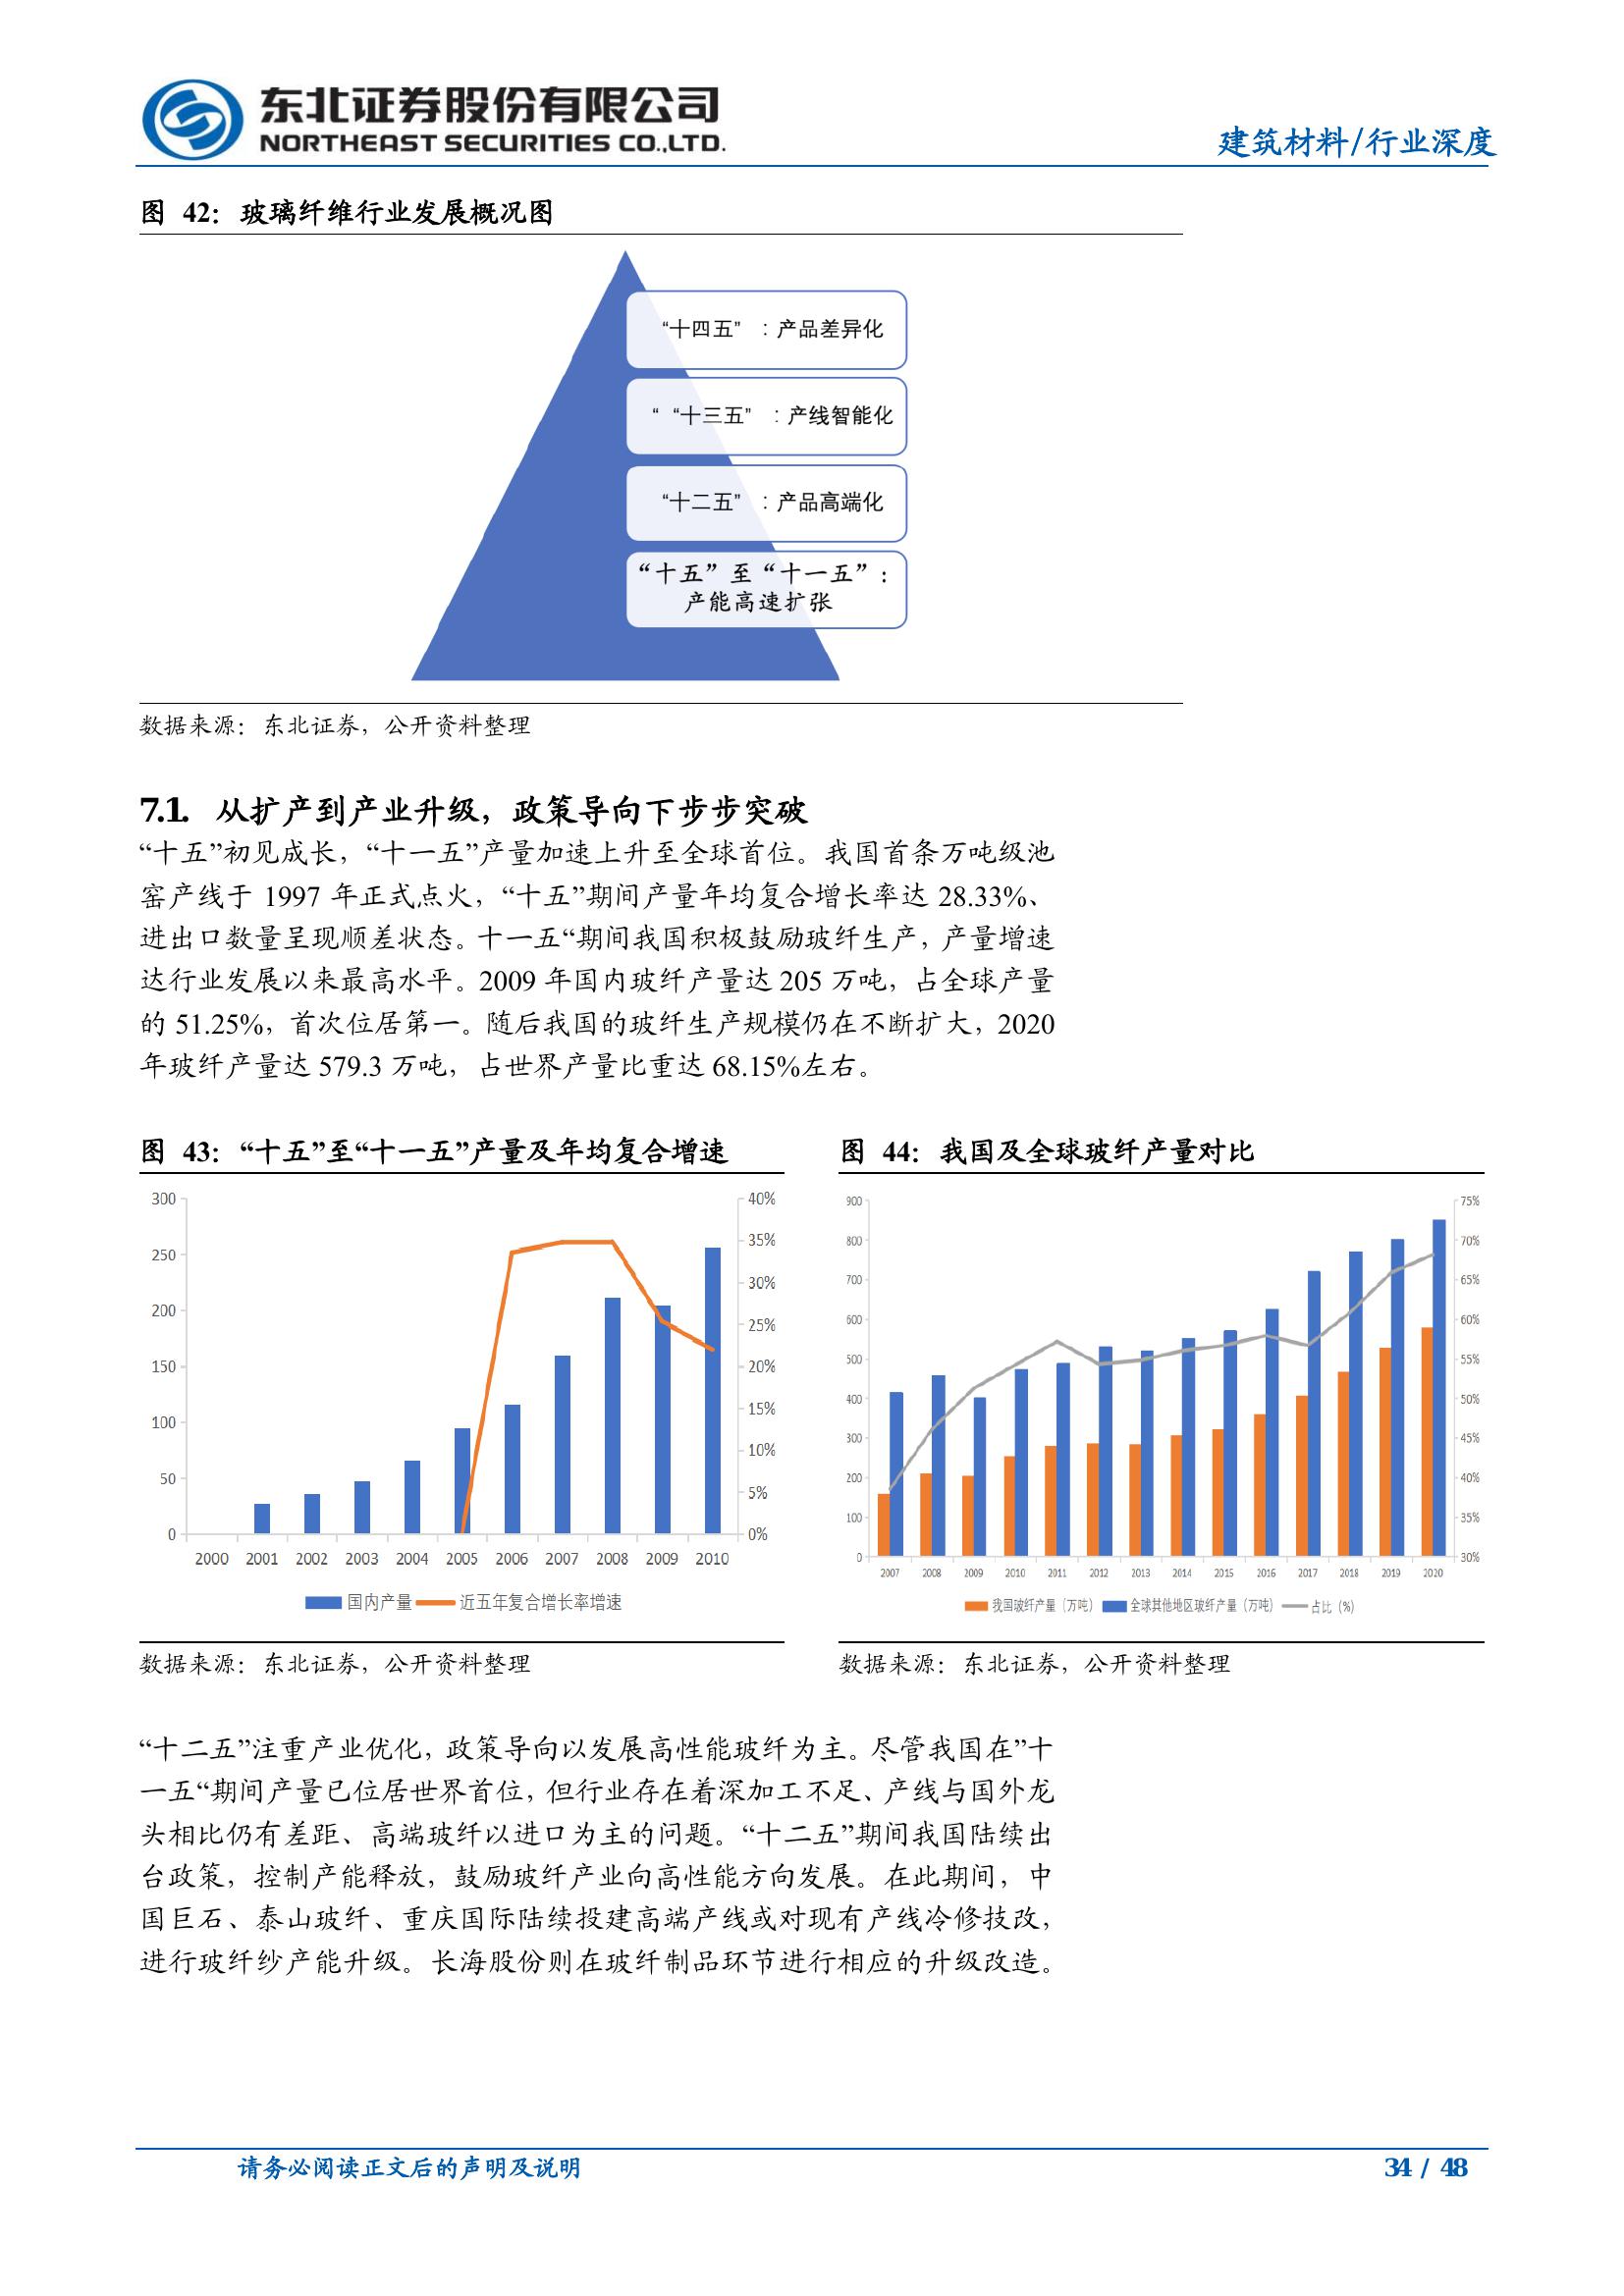 东北证券股份有限公司
NORTHEAST SECURITIES CO.,LTD.
建筑材料/行业深度
图 42：玻璃纤维行业发展概况图
“十四五” ：产品差异化
“ “十三五” ：产线智能化
“十二五” ：产品高端化
“十五”至“十一五”：
产能高速扩张
数据来源：东北证券，公开资料整理
7.1. 从扩产到产业升级，政策导向下步步突破
“十五”初见成长，“十一五”产量加速上升至全球首位。我国首条万吨级池
窑产线于 1997 年正式点火，“十五”期间产量年均复合增长率达 28.33%、
进出口数量呈现顺差状态。十一五“期间我国积极鼓励玻纤生产，产量增速
达行业发展以来最高水平。2009 年国内玻纤产量达 205 万吨，占全球产量
的 51.25%，首次位居第一。随后我国的玻纤生产规模仍在不断扩大，2020
年玻纤产量达 579.3 万吨，占世界产量比重达 68.15%左右。
图 43：“十五”至“十一五”产量及年均复合增速
300
250
200
150
100
50
0
40%
35%
30%
25%
20%
15%
10%
5%
0%
2000 2001 2002 2003 2004 2005 2006 2007 2008 2009 2010
国内产量 近五年复合增长率增速
数据来源：东北证券，公开资料整理
图 44：我国及全球玻纤产量对比
900
800
700
600
500
400
300
200
100
0
75%
70%
65%
60%
55%
50%
45%
40%
35%
30%
2007 2008 2009 2010 2011 2012 2013 2014 2015 2016 2017 2018 2019 2020
我国玻纤产量（万吨） 全球其他地区玻纤产量（万吨） 占比（%）
数据来源：东北证券，公开资料整理
“十二五”注重产业优化，政策导向以发展高性能玻纤为主。尽管我国在”十
一五“期间产量已位居世界首位，但行业存在着深加工不足、产线与国外龙
头相比仍有差距、高端玻纤以进口为主的问题。“十二五”期间我国陆续出
台政策，控制产能释放，鼓励玻纤产业向高性能方向发展。在此期间，中
国巨石、泰山玻纤、重庆国际陆续投建高端产线或对现有产线冷修技改，
进行玻纤纱产能升级。长海股份则在玻纤制品环节进行相应的升级改造。
请务必阅读正文后的声明及说明
34 / 48